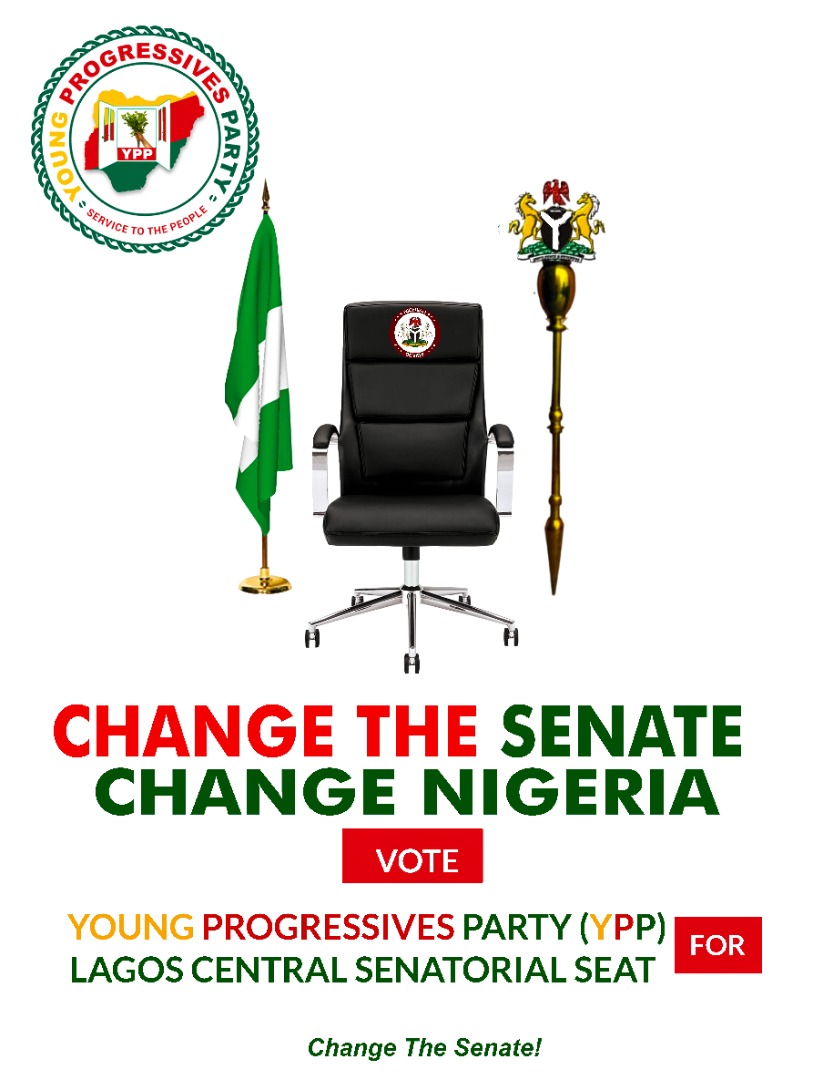 YOUNG PROGRESSIVES PARTY
YPP
SERVICE TO THE PEOPLE
CHANGE THE SENATE
CHANGE NIGERIA
VOTE
YOUNG PROGRESSIVES PARTY (YPP)
FOR
LAGOS CENTRAL SENATORIAL SEAT
Change The Senate!